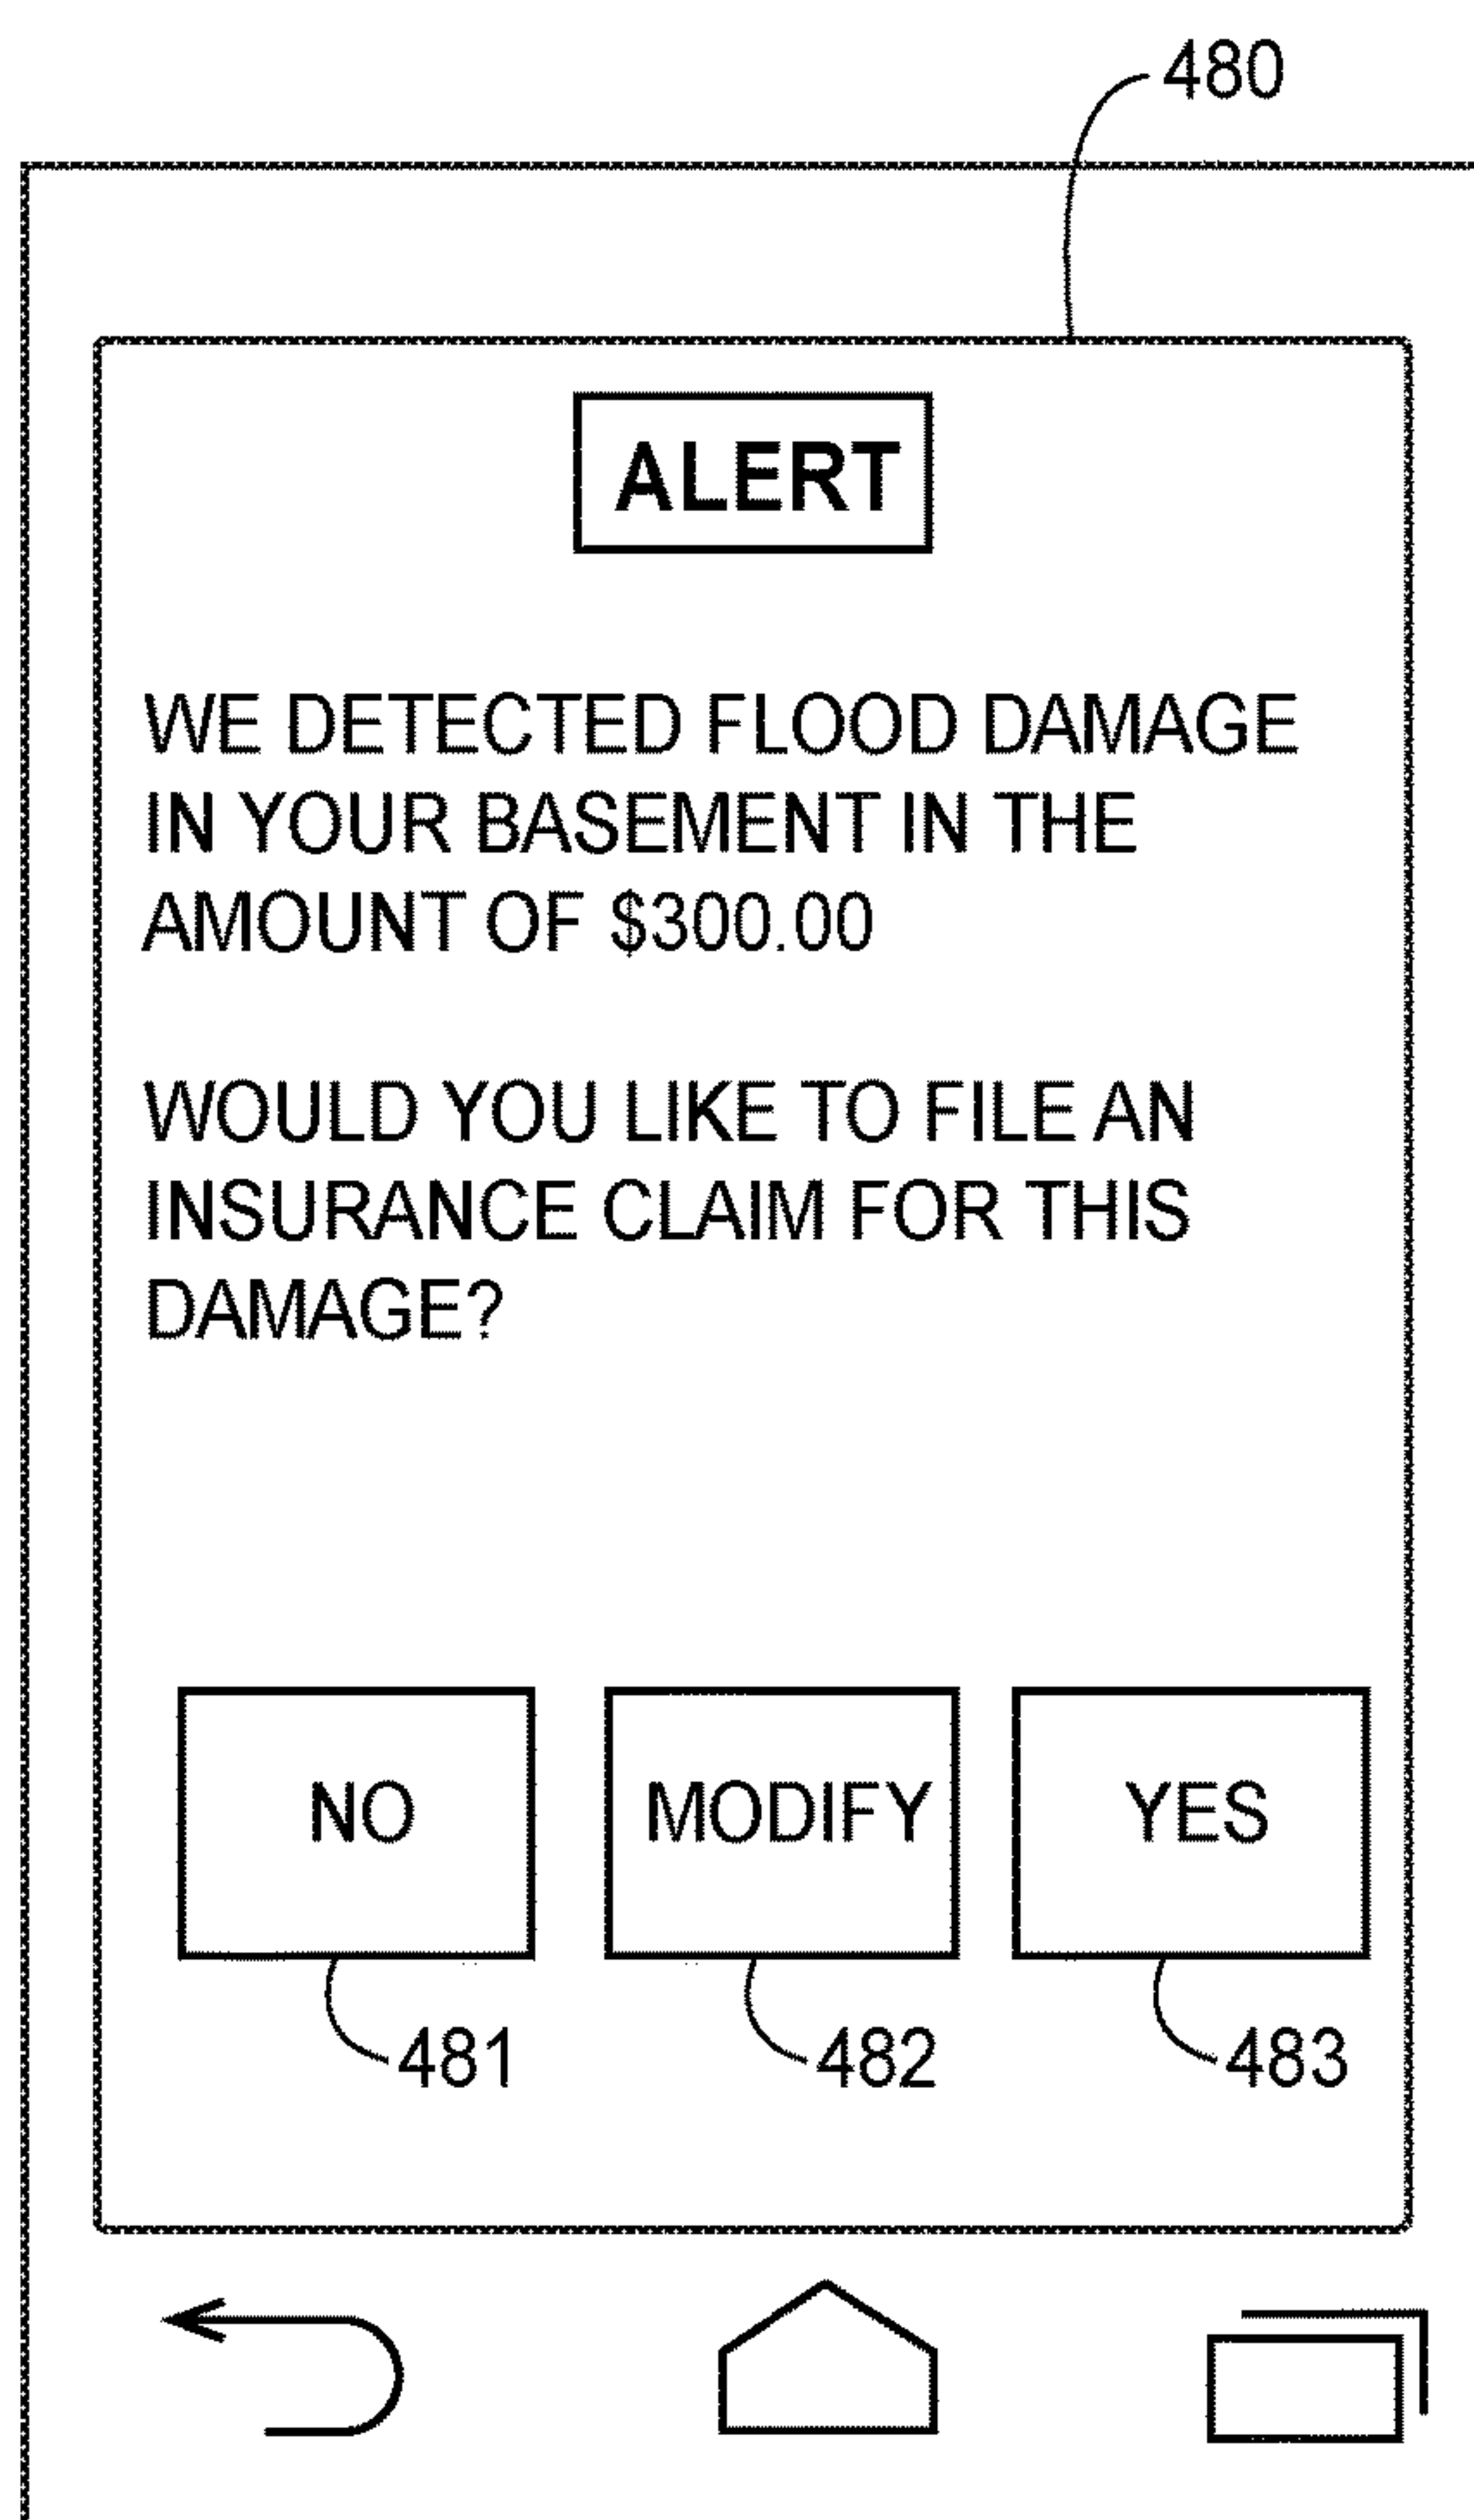 480
ALERT
WE DETECTED FLOOD DAMAGE
IN YOUR BASEMENT IN THE
AMOUNT OF $300.00
WOULD YOU LIKE TO FILE AN
INSURANCE CLAIM FOR THIS
DAMAGE?
NO MODIFY YES
481 482 483